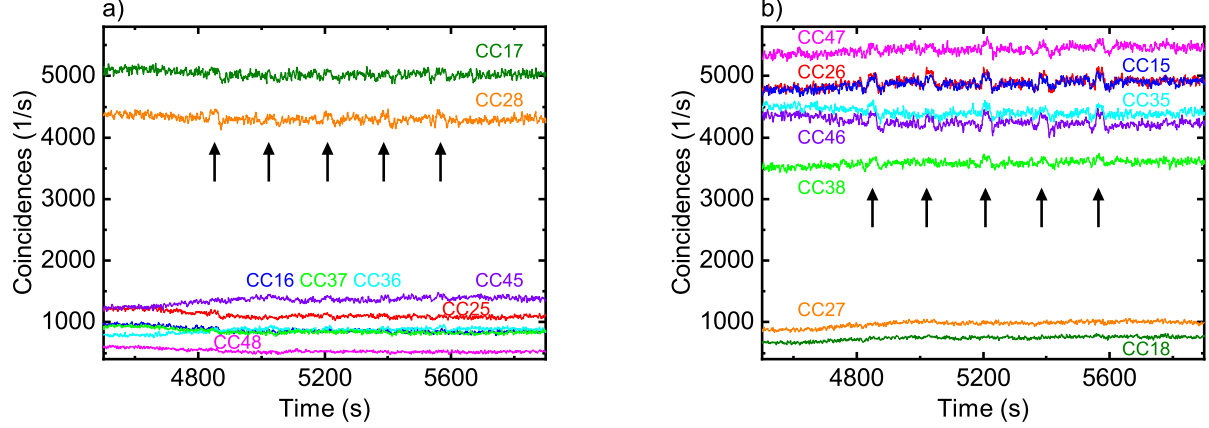 a)
CC17
CC28
CC16 CC37 CC36 CC45
CC25
CC48
5000
4000
3000
2000
1000
4800 5200 5600
Coincidences (1/s)
Time (s)
b)
CC47
CC26 CC15
CC35
CC46
CC38
CC27
CC18
5000
4000
3000
2000
1000
4800 5200 5600
Coincidences (1/s)
Time (s)